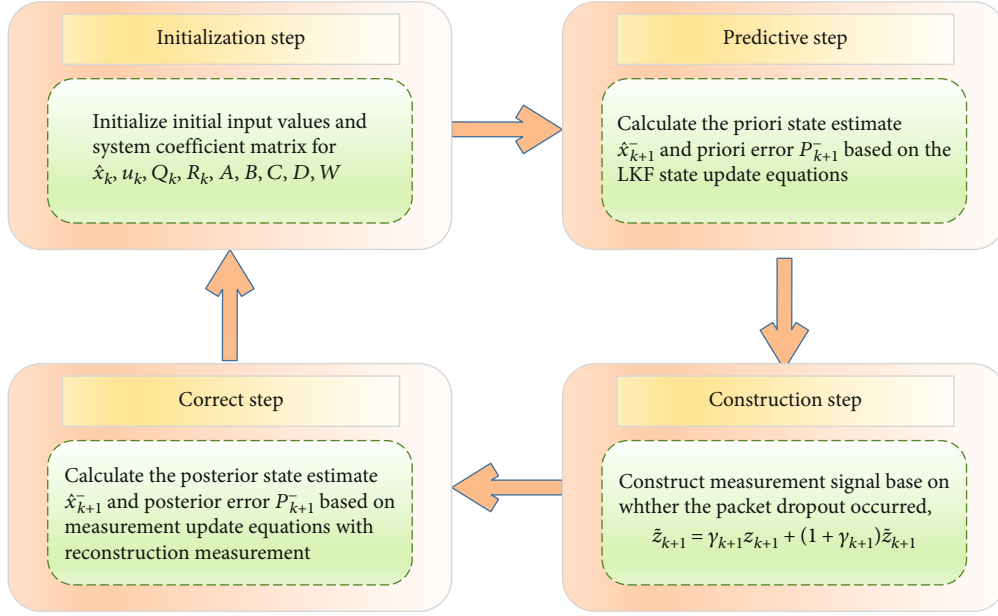 Initialization step
Initialize initial input values and
system coefficient matrix for
x̂ₖ, uₖ, Qₖ, Rₖ, A, B, C, D, W
Predictive step
Calculate the priori state estimate
x̂⁻ₖ₊₁ and priori error P⁻ₖ₊₁ based on the
LKF state update equations
Correct step
Calculate the posterior state estimate
x̂⁻ₖ₊₁ and posterior error P⁻ₖ₊₁ based on
measurement update equations with
reconstruction measurement
Construction step
Construct measurement signal base on
whther the packet dropout occurred,
z̃ₖ₊₁ = γₖ₊₁zₖ₊₁ + (1 + γₖ₊₁)z̃ₖ₊₁